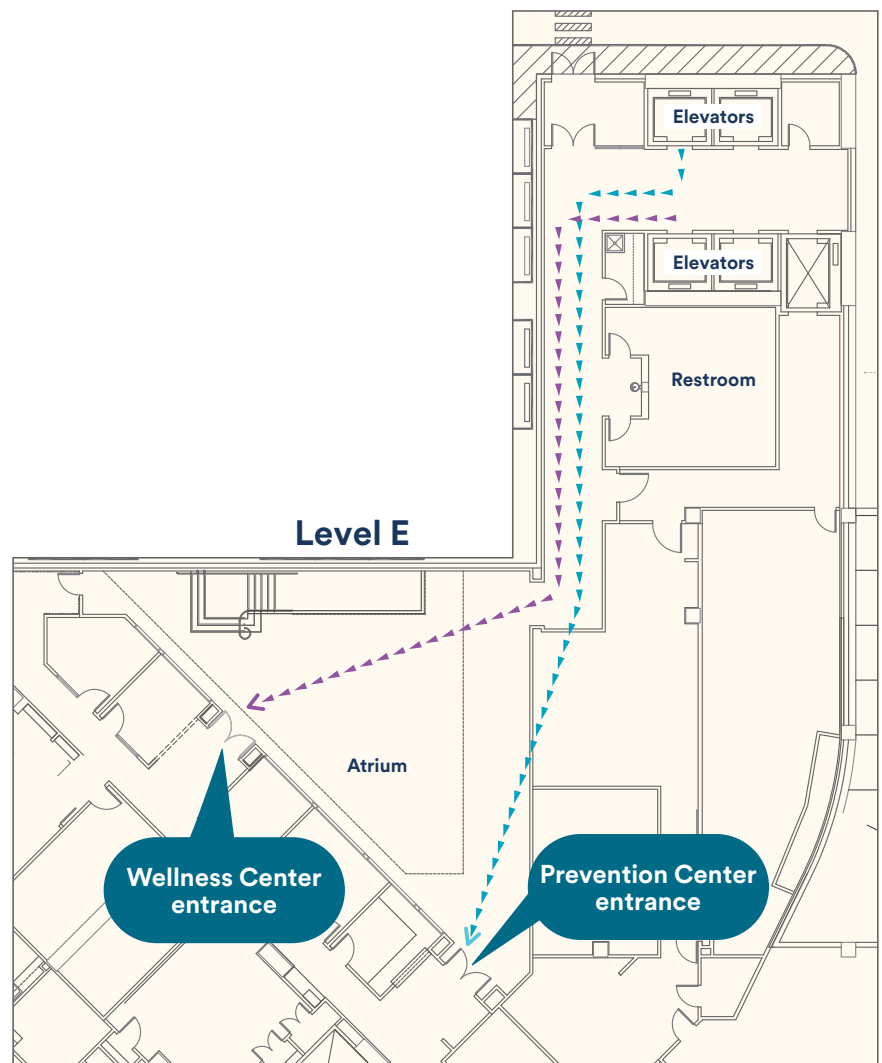 Elevators
Elevators
Restroom
Level E
Atrium
Wellness Center
entrance
Prevention Center
entrance